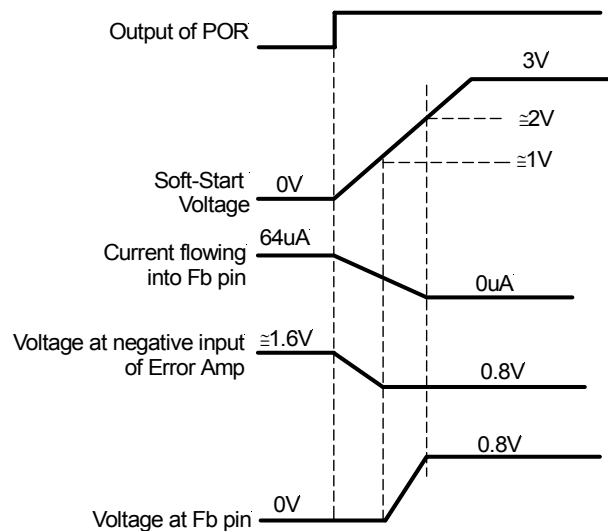 Output of POR
3V
≅2V
≅1V
Soft-Start
Voltage
0V
64uA
Current flowing
into Fb pin
0uA
Voltage at negative input
of Error Amp
≅1.6V
0.8V
0.8V
Voltage at Fb pin
0V